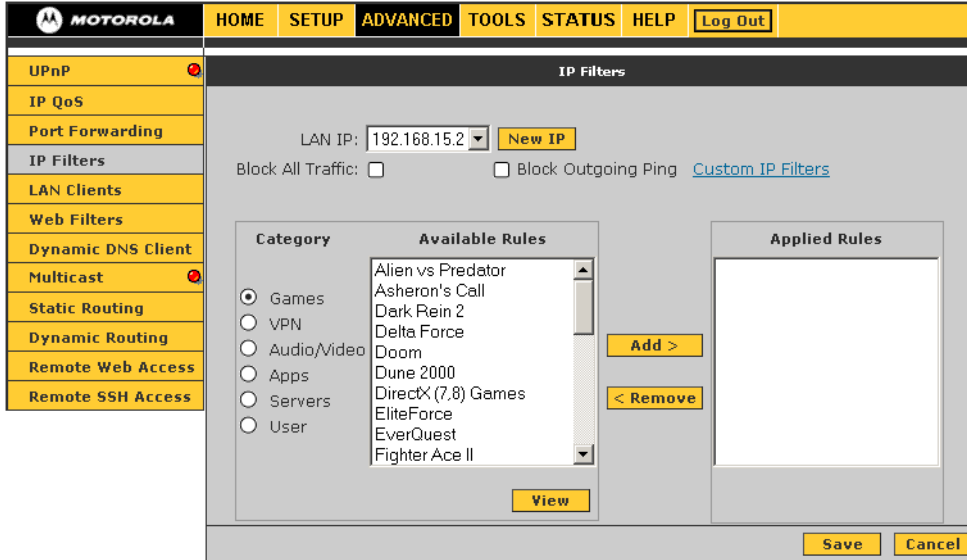 MOTOROLA HOME SETUP ADVANCED TOOLS STATUS HELP Log Out
UPnP
IP QoS
Port Forwarding
IP Filters
LAN Clients
Web Filters
Dynamic DNS Client
Multicast
Static Routing
Dynamic Routing
Remote Web Access
Remote SSH Access
IP Filters
LAN IP: 192.168.15.2 New IP
Block All Traffic: Block Outgoing Ping Custom IP Filters
Category
Games
VPN
Audio/Video
Apps
Servers
User
Available Rules
Alien vs Predator
Asheron's Call
Dark Rein 2
Delta Force
Doom
Dune 2000
DirectX (7,8) Games
EliteForce
EverQuest
Fighter Ace II
View
Add >
< Remove
Applied Rules
Save Cancel